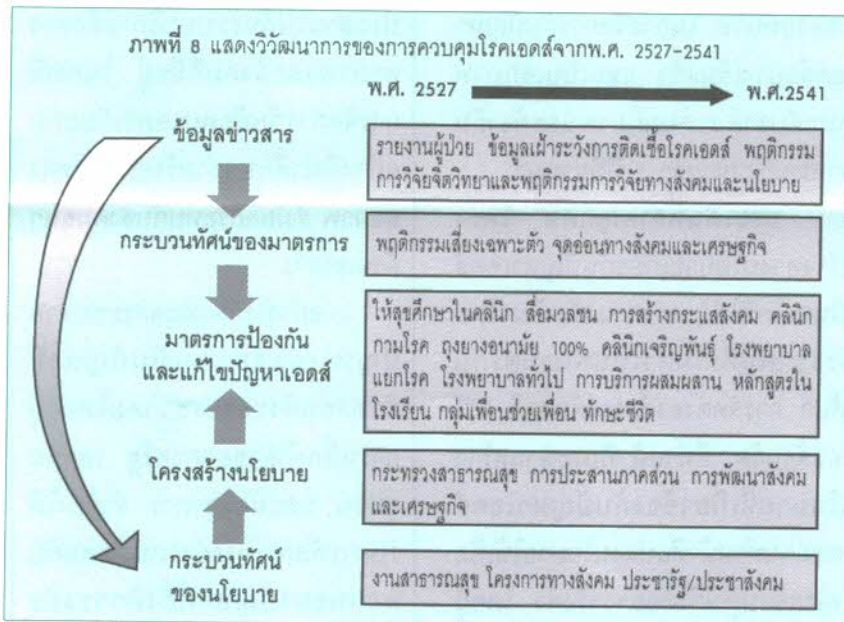 ภาพที่ 8 แสดงวิวัฒนาการของการควบคุมโรคเอดส์จากพ.ศ. 2527-2541
พ.ศ. 2527
พ.ศ.2541
ข้อมูลข่าวสาร
รายงานผู้ป่วย ข้อมูลเฝ้าระวังการติดเชื้อโรคเอดส์ พฤติกรรม
การวิจัยจิตวิทยาและพฤติกรรมการวิจัยทางสังคมและนโยบาย
กระบวนทัศน์ของมาตรการ
พฤติกรรมเสี่ยงเฉพาะตัว จุดอ่อนทางสังคมและเศรษฐกิจ
มาตรการป้องกัน
และแก้ไขปัญหาเอดส์
ให้สุขศึกษาในคลินิก สื่อมวลชน การสร้างกระแสสังคม คลินิก
กามโรค ถุงยางอนามัย 100% คลินิกเจริญพันธุ์ โรงพยาบาล
แยกโรค โรงพยาบาลทั่วไป การบริการผสมผสาน หลักสูตรใน
โรงเรียน กลุ่มเพื่อนช่วยเพื่อน ทักษะชีวิต
โครงสร้างนโยบาย
กระทรวงสาธารณสุข การประสานภาคส่วน การพัฒนาสังคม
และเศรษฐกิจ
กระบวนทัศน์
ของนโยบาย
งานสาธารณสุข โครงการทางสังคม ประชารัฐ/ประชาสังคม